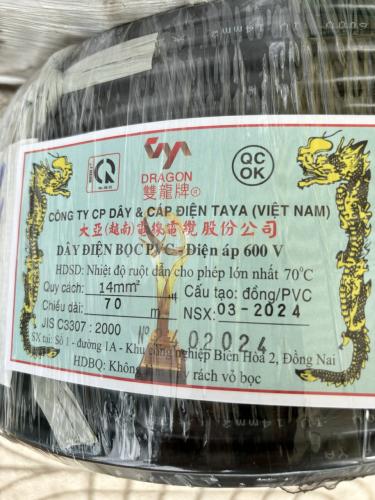 QC
OK
DRAGON
雙龍牌
CÔNG TY CP DÂY & CÁP ĐIỆN TAYA (VIỆT NAM)
大亞(越南)電線電纜股份公司
DÂY ĐIỆN BỌC PVC - Điện áp 600 V
HDSD: Nhiệt độ ruột dẫn cho phép lớn nhất 70°C
Quy cách: 14mm² Cấu tạo: đồng/PVC
Chiều dài: 70 m NSX: 03-2024
JIS C3307 : 2000 02024
SX tại: Số 1 - đường 1A - Khu công nghiệp Biên Hòa 2, Đồng Nai
HDBQ: Không rách vỏ bọc
14mm²